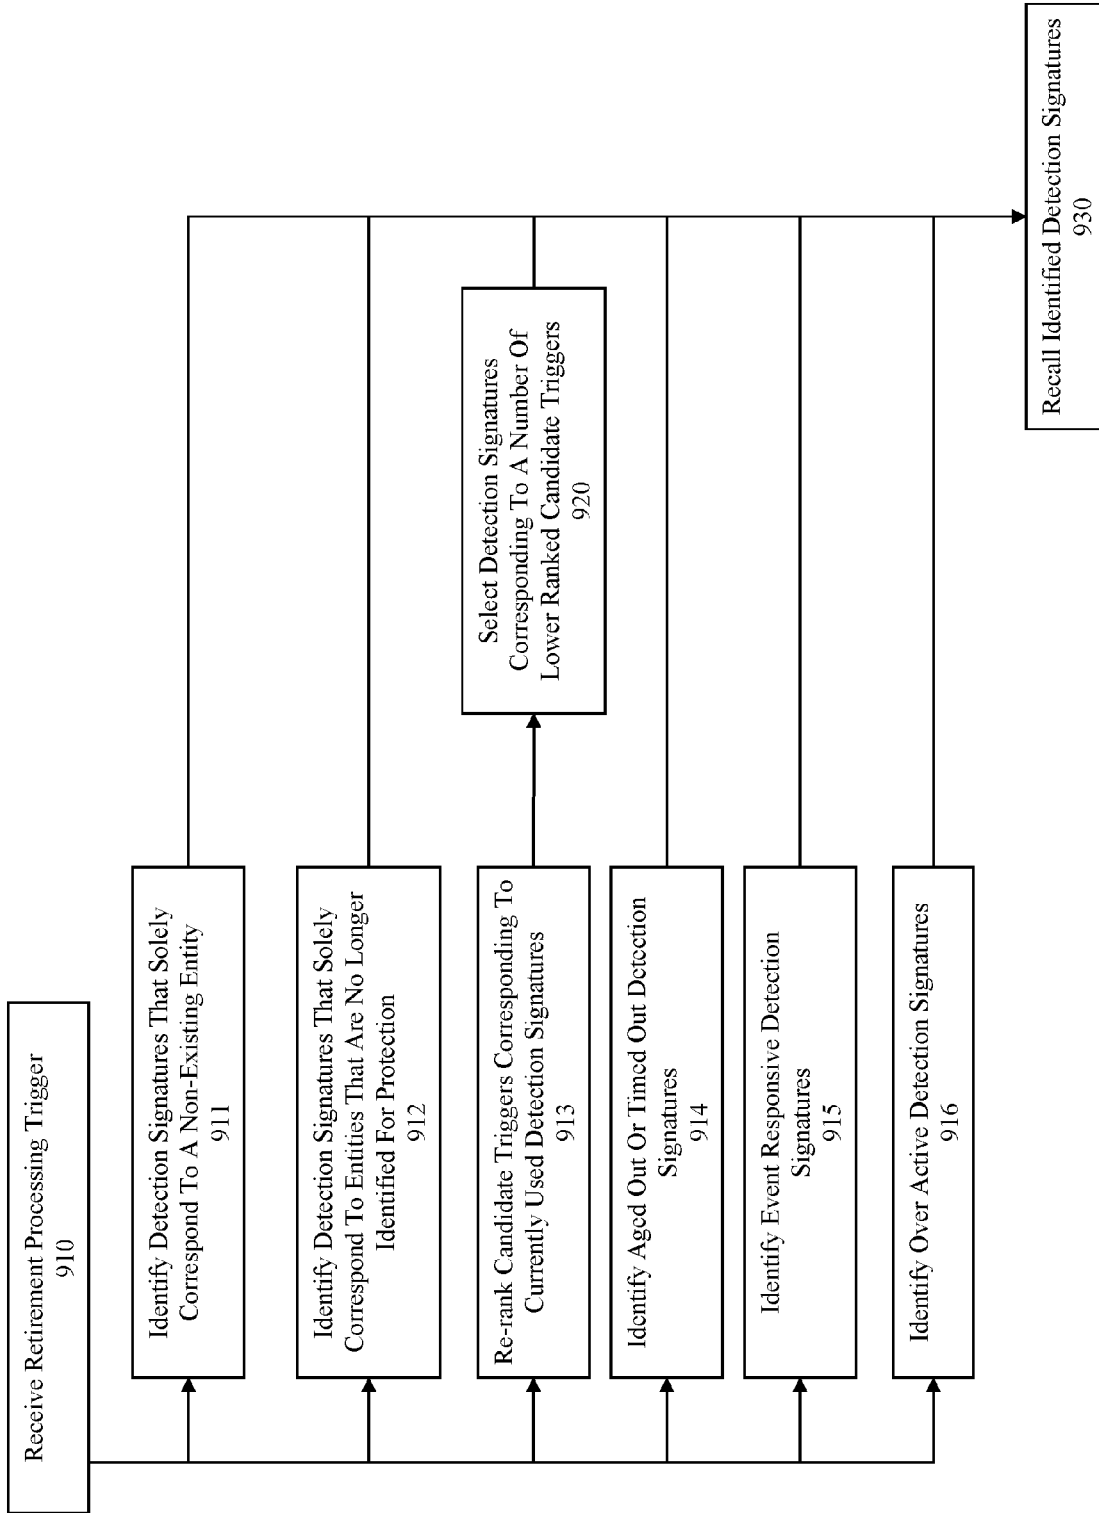 Receive Retirement Processing Trigger
910
Identify Detection Signatures That Solely
Correspond To A Non-Existing Entity
911
Identify Detection Signatures That Solely
Correspond To Entities That Are No Longer
Identified For Protection
912
Re-rank Candidate Triggers Corresponding To
Currently Used Detection Signatures
913
Select Detection Signatures
Corresponding To A Number Of
Lower Ranked Candidate Triggers
920
Identify Aged Out Or Timed Out Detection
Signatures
914
Identify Event Responsive Detection
Signatures
915
Identify Over Active Detection Signatures
916
Recall Identified Detection Signatures
930